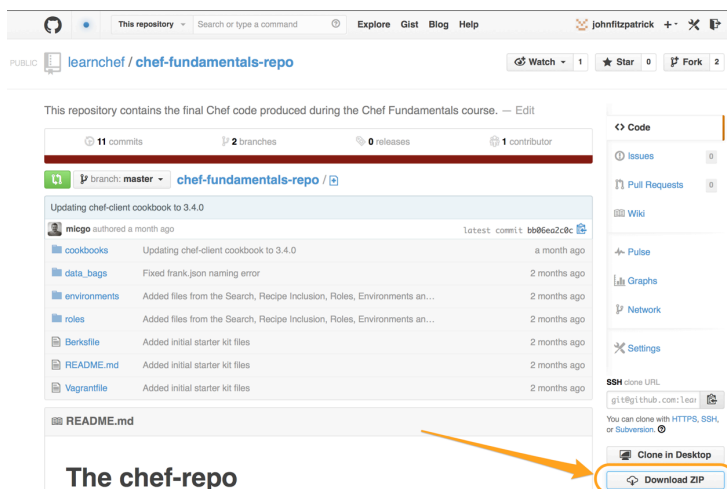 This repository Search or type a command Explore Gist Blog Help johnfitzpatrick
PUBLIC learnchef / chef-fundamentals-repo Watch 1 Star 0 Fork 2
This repository contains the final Chef code produced during the Chef Fundamentals course. — Edit
11 commits 2 branches 0 releases 1 contributor
branch: master chef-fundamentals-repo /
Updating chef-client cookbook to 3.4.0
micgo authored a month ago latest commit bb06ea2c0c
cookbooks Updating chef-client cookbook to 3.4.0 a month ago
data_bags Fixed frank.json naming error 2 months ago
environments Added files from the Search, Recipe Inclusion, Roles, Environments an… 2 months ago
roles Added files from the Search, Recipe Inclusion, Roles, Environments an… 2 months ago
Berksfile Added initial starter kit files 2 months ago
README.md Added initial starter kit files 2 months ago
Vagrantfile Added initial starter kit files 2 months ago
README.md
The chef-repo
<> Code
Issues 0
Pull Requests 0
Wiki
Pulse
Graphs
Network
Settings
SSH clone URL
git@github.com:lear
You can clone with HTTPS, SSH,
or Subversion.
Clone in Desktop
Download ZIP